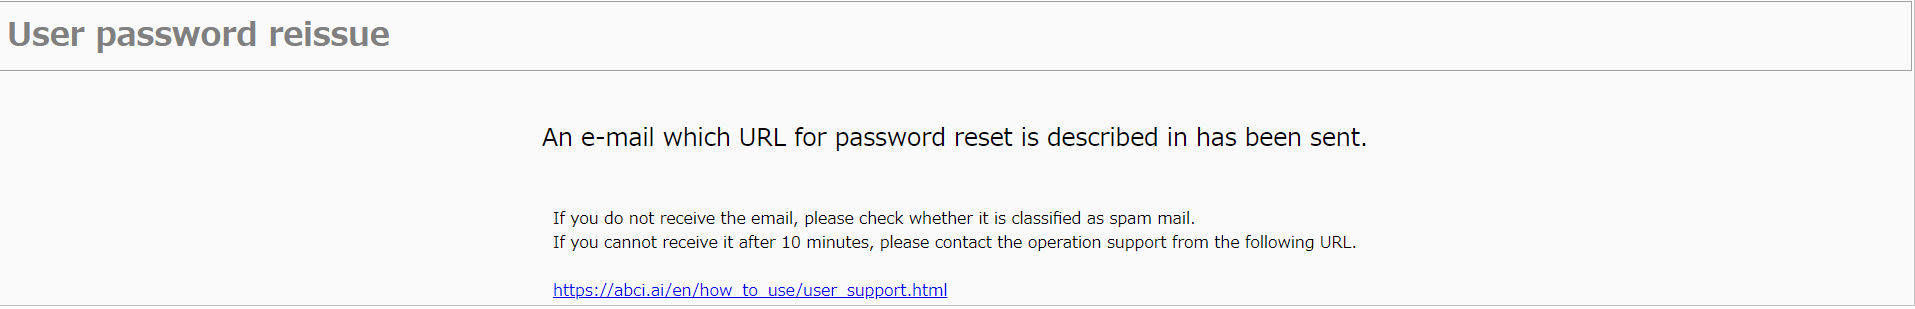 User password reissue
An e-mail which URL for password reset is described in has been sent.
If you do not receive the email, please check whether it is classified as spam mail.
If you cannot receive it after 10 minutes, please contact the operation support from the following URL.
https://abci.ai/en/how_to_use/user_support.html